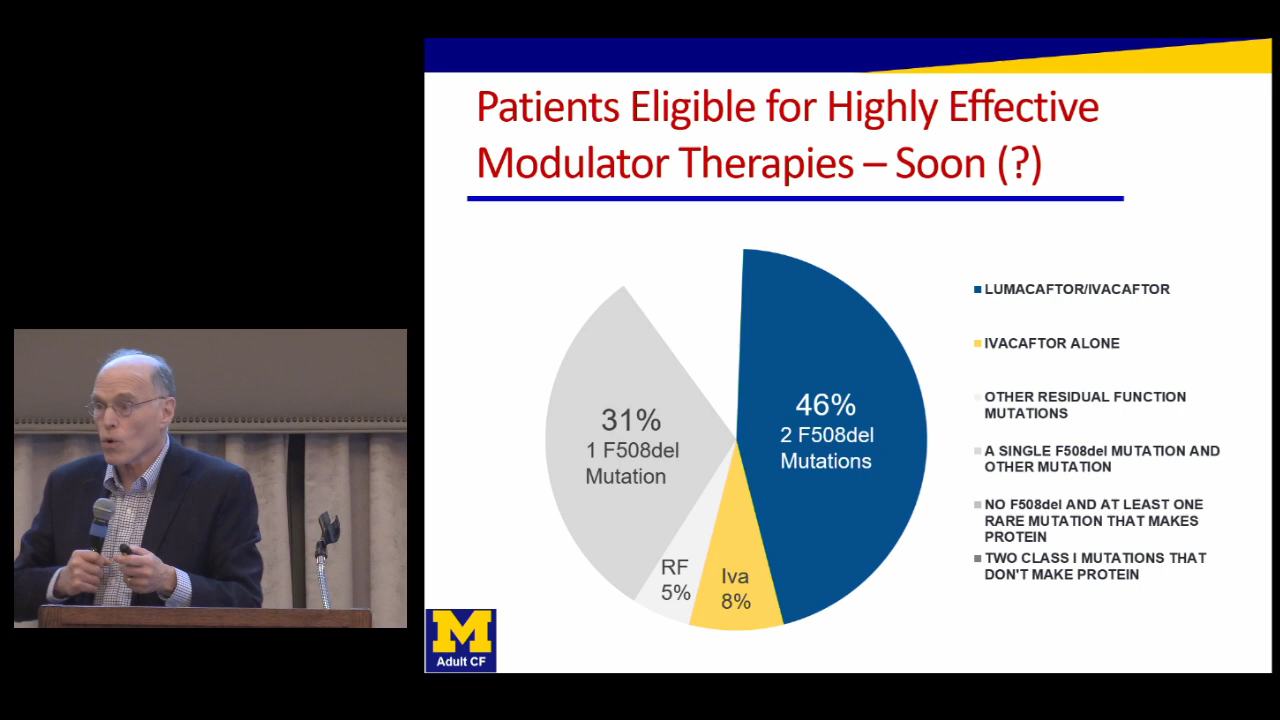 Patients Eligible for Highly Effective
Modulator Therapies – Soon (?)
46%
2 F508del
Mutations
31%
1 F508del
Mutation
RF
5%
Iva
8%
LUMACAFTOR/IVACAFTOR
IVACAFTOR ALONE
OTHER RESIDUAL FUNCTION
MUTATIONS
A SINGLE F508del MUTATION AND
OTHER MUTATION
NO F508del AND AT LEAST ONE
RARE MUTATION THAT MAKES
PROTEIN
TWO CLASS I MUTATIONS THAT
DON'T MAKE PROTEIN
M
Adult CF